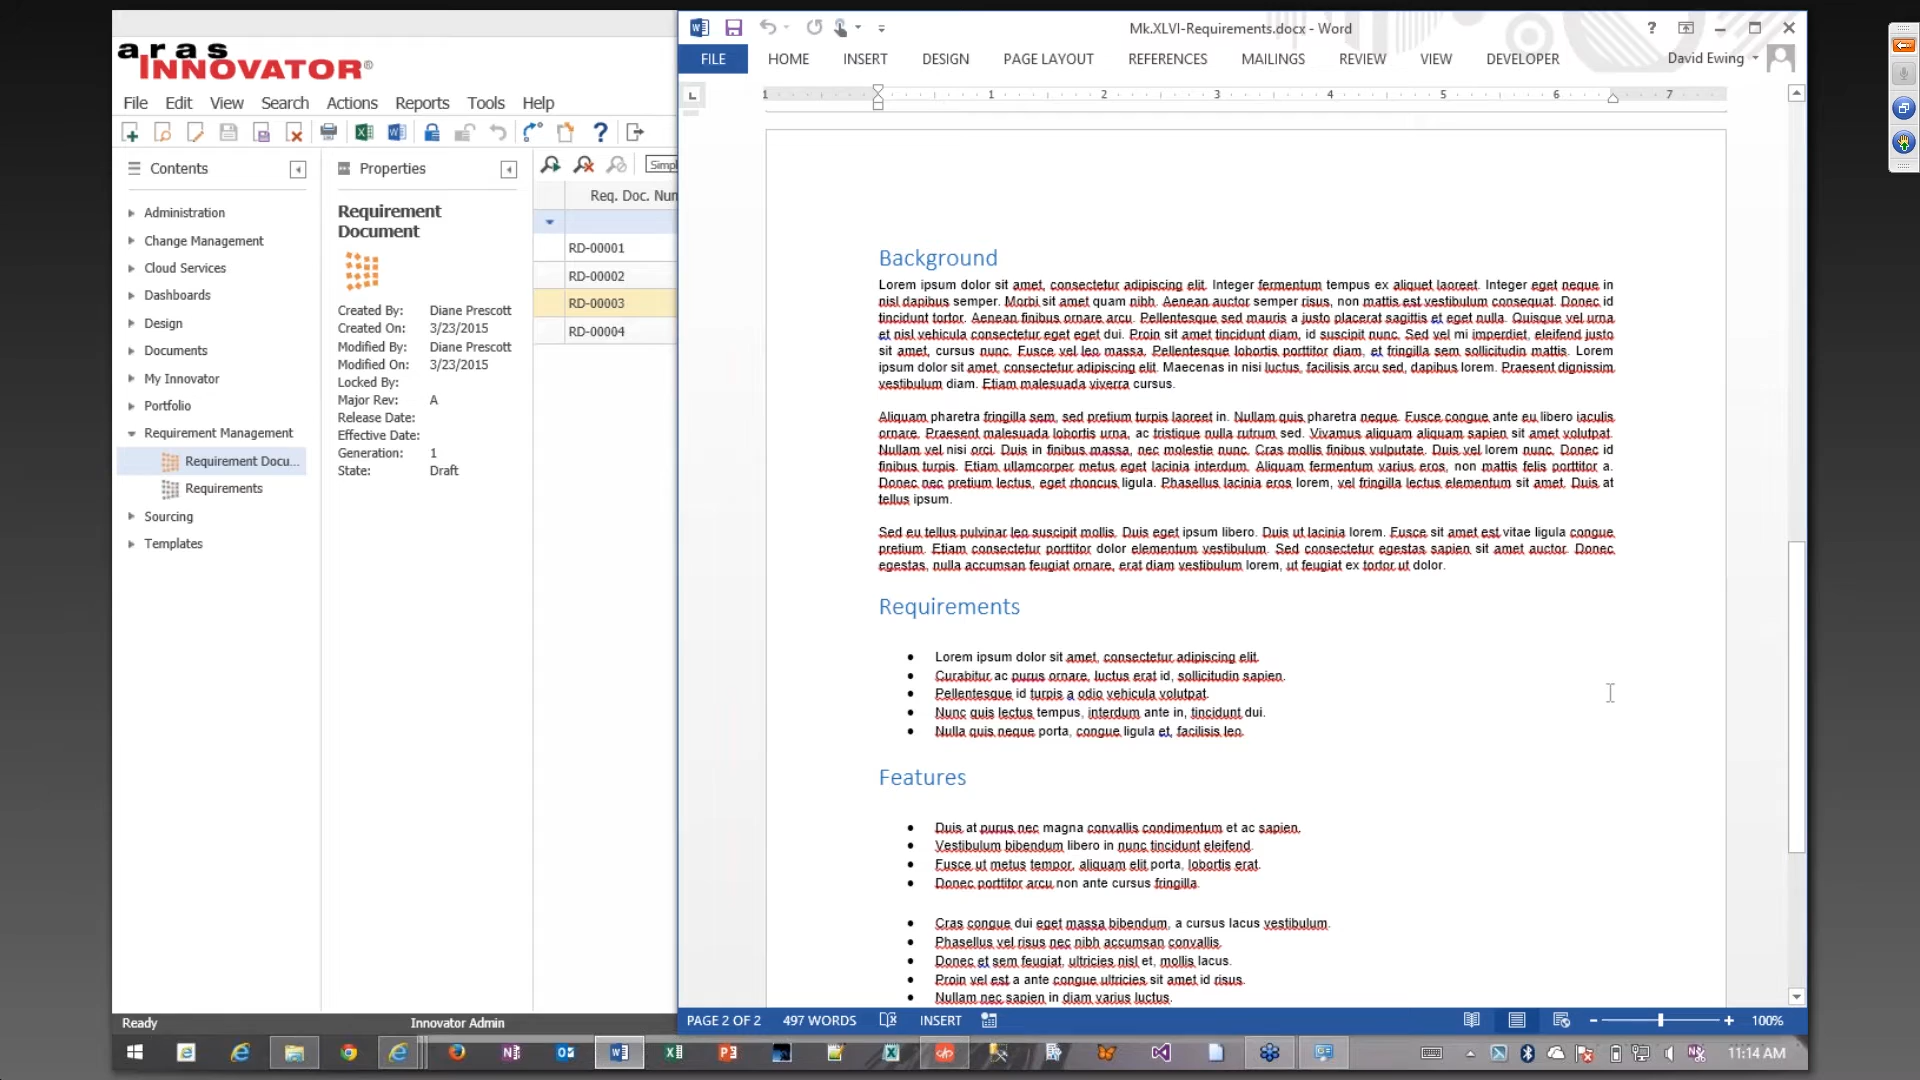 aras
INNOVATOR®
File Edit View Search Actions Reports Tools Help
Contents
Administration
Change Management
Cloud Services
Dashboards
Design
Documents
My Innovator
Portfolio
Requirement Management
Requirement Docu...
Requirements
Sourcing
Templates
Properties
Requirement
Document
Created By: Diane Prescott
Created On: 3/23/2015
Modified By: Diane Prescott
Modified On: 3/23/2015
Locked By:
Major Rev: A
Release Date:
Effective Date:
Generation: 1
State: Draft
Simpl
Req. Doc. Num
RD-00001
RD-00002
RD-00003
RD-00004
Ready Innovator Admin
Mk.XLVI-Requirements.docx - Word
FILE HOME INSERT DESIGN PAGE LAYOUT REFERENCES MAILINGS REVIEW VIEW DEVELOPER David Ewing
1 1 2 3 4 5 6 7
Background
Lorem ipsum dolor sit amet, consectetur adipiscing elit. Integer fermentum tempus ex aliquet laoreet. Integer eget neque in
nisl dapibus semper. Morbi sit amet quam nibh. Aenean auctor semper risus, non mattis est vestibulum consequat. Donec id
tincidunt tortor. Aenean finibus ornare arcu. Pellentesque sed mauris a justo placerat sagittis et eget nulla. Quisque vel urna
et nisl vehicula consectetur eget eget dui. Proin sit amet tincidunt diam, id suscipit nunc. Sed vel mi imperdiet, eleifend justo
sit amet, cursus nunc. Fusce vel leo massa. Pellentesque lobortis porttitor diam, et fringilla sem sollicitudin mattis. Lorem
ipsum dolor sit amet, consectetur adipiscing elit. Maecenas in nisi luctus, facilisis arcu sed, dapibus lorem. Praesent dignissim
vestibulum diam. Etiam malesuada viverra cursus.
Aliquam pharetra fringilla sem, sed pretium turpis laoreet in. Nullam quis pharetra neque. Fusce congue ante eu libero iaculis
ornare. Praesent malesuada lobortis urna, ac tristique nulla rutrum sed. Vivamus aliquam aliquam sapien sit amet volutpat.
Nullam vel nisi orci. Duis in finibus massa, nec molestie nunc. Cras mollis finibus vulputate. Duis vel lorem nunc. Donec id
finibus turpis. Etiam ullamcorper metus eget lacinia interdum. Aliquam fermentum varius eros, non mattis felis porttitor a.
Donec nec pretium lectus, eget rhoncus ligula. Phasellus lacinia eros lorem, vel fringilla lectus elementum sit amet. Duis at
tellus ipsum.
Sed eu tellus pulvinar leo suscipit mollis. Duis eget ipsum libero. Duis ut lacinia lorem. Fusce sit amet est vitae ligula congue
pretium. Etiam consectetur porttitor dolor elementum vestibulum. Sed consectetur egestas sapien sit amet auctor. Donec
egestas, nulla accumsan feugiat ornare, erat diam vestibulum lorem, ut feugiat ex tortor ut dolor.
Requirements
• Lorem ipsum dolor sit amet, consectetur adipiscing elit.
• Curabitur ac purus ornare, luctus erat id, sollicitudin sapien.
• Pellentesque id turpis a odio vehicula volutpat.
• Nunc quis lectus tempus, interdum ante in, tincidunt dui.
• Nulla quis neque porta, congue ligula et, facilisis leo.
Features
• Duis at purus nec magna convallis condimentum et ac sapien.
• Vestibulum bibendum libero in nunc tincidunt eleifend.
• Fusce ut metus tempor, aliquam elit porta, lobortis erat.
• Donec porttitor arcu non ante cursus fringilla.
• Cras congue dui eget massa bibendum, a cursus lacus vestibulum.
• Phasellus vel risus nec nibh accumsan convallis.
• Donec et sem feugiat, ultricies nisl et, mollis lacus.
• Proin vel est a ante congue ultricies sit amet id risus.
• Nullam nec sapien in diam varius luctus.
PAGE 2 OF 2 497 WORDS INSERT 100%
11:14 AM